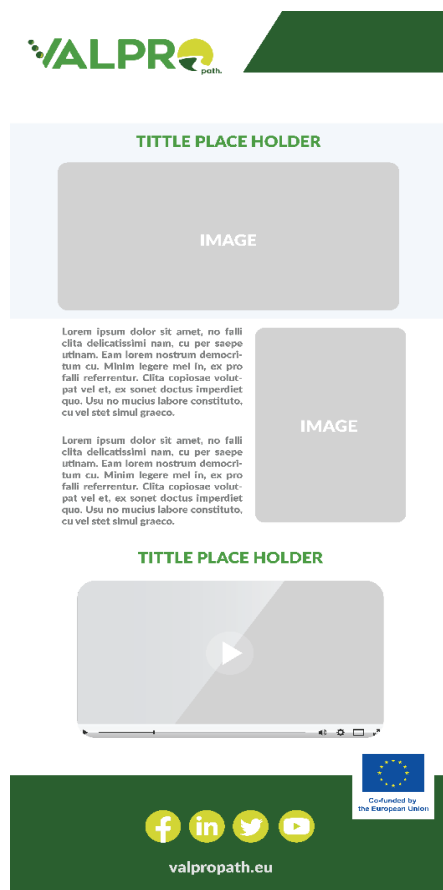 VALPRO
path.
TITTLE PLACE HOLDER
IMAGE
Lorem ipsum dolor sit amet, no falli
clita delicatissimi nam, cu per saepe
utinam. Eam lorem nostrum democri-
tum cu. Minim legere mel in, ex pro
falli referrentur. Clita copiosae volut-
pat vel et, ex sonet doctus imperdiet
quo. Usu no mucius labore constituto,
cu vel stet simul graeco.
Lorem ipsum dolor sit amet, no falli
clita delicatissimi nam, cu per saepe
utinam. Eam lorem nostrum democri-
tum cu. Minim legere mel in, ex pro
falli referrentur. Clita copiosae volut-
pat vel et, ex sonet doctus imperdiet
quo. Usu no mucius labore constituto,
cu vel stet simul graeco.
IMAGE
TITTLE PLACE HOLDER
Co-funded by
the European Union
valpropath.eu